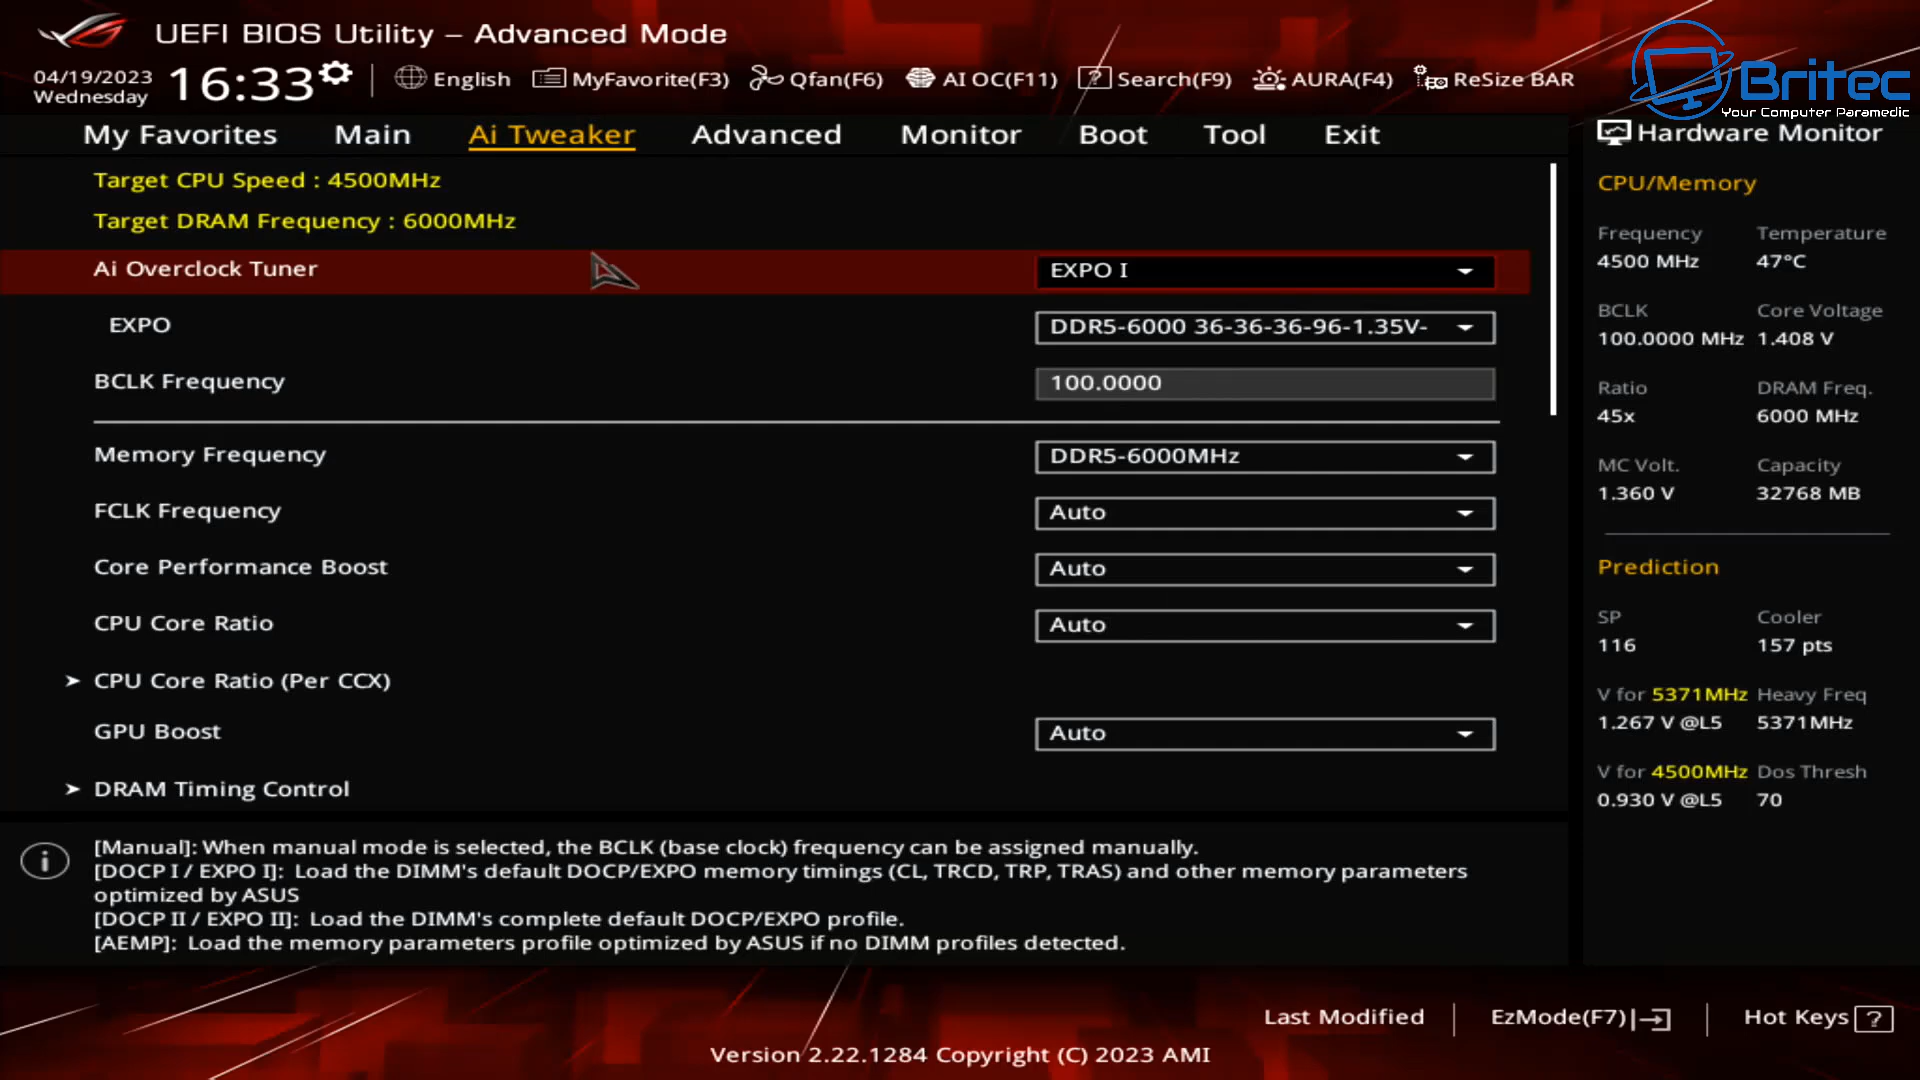 UEFI BIOS Utility – Advanced Mode
04/19/2023
Wednesday
16:33
English
MyFavorite(F3)
Qfan(F6)
AI OC(F11)
?
Search(F9)
AURA(F4)
ReSize BAR
Britec
Your Computer Paramedic
My Favorites
Main
Ai Tweaker
Advanced
Monitor
Boot
Tool
Exit
Hardware Monitor
Target CPU Speed : 4500MHz
Target DRAM Frequency : 6000MHz
Ai Overclock Tuner
EXPO I
EXPO
DDR5-6000 36-36-36-96-1.35V-
BCLK Frequency
100.0000
Memory Frequency
DDR5-6000MHz
FCLK Frequency
Auto
Core Performance Boost
Auto
CPU Core Ratio
Auto
CPU Core Ratio (Per CCX)
GPU Boost
Auto
DRAM Timing Control
CPU/Memory
Frequency
Temperature
4500 MHz
47°C
BCLK
Core Voltage
100.0000 MHz
1.408 V
Ratio
DRAM Freq.
45x
6000 MHz
MC Volt.
Capacity
1.360 V
32768 MB
Prediction
SP
Cooler
116
157 pts
V for 5371MHz
Heavy Freq
1.267 V @L5
5371MHz
V for 4500MHz
Dos Thresh
0.930 V @L5
70
i
[Manual]: When manual mode is selected, the BCLK (base clock) frequency can be assigned manually.
[DOCP I / EXPO I]: Load the DIMM's default DOCP/EXPO memory timings (CL, TRCD, TRP, TRAS) and other memory parameters
optimized by ASUS
[DOCP II / EXPO II]: Load the DIMM's complete default DOCP/EXPO profile.
[AEMP]: Load the memory parameters profile optimized by ASUS if no DIMM profiles detected.
Last Modified
EzMode(F7)
Hot Keys
?
Version 2.22.1284 Copyright (C) 2023 AMI